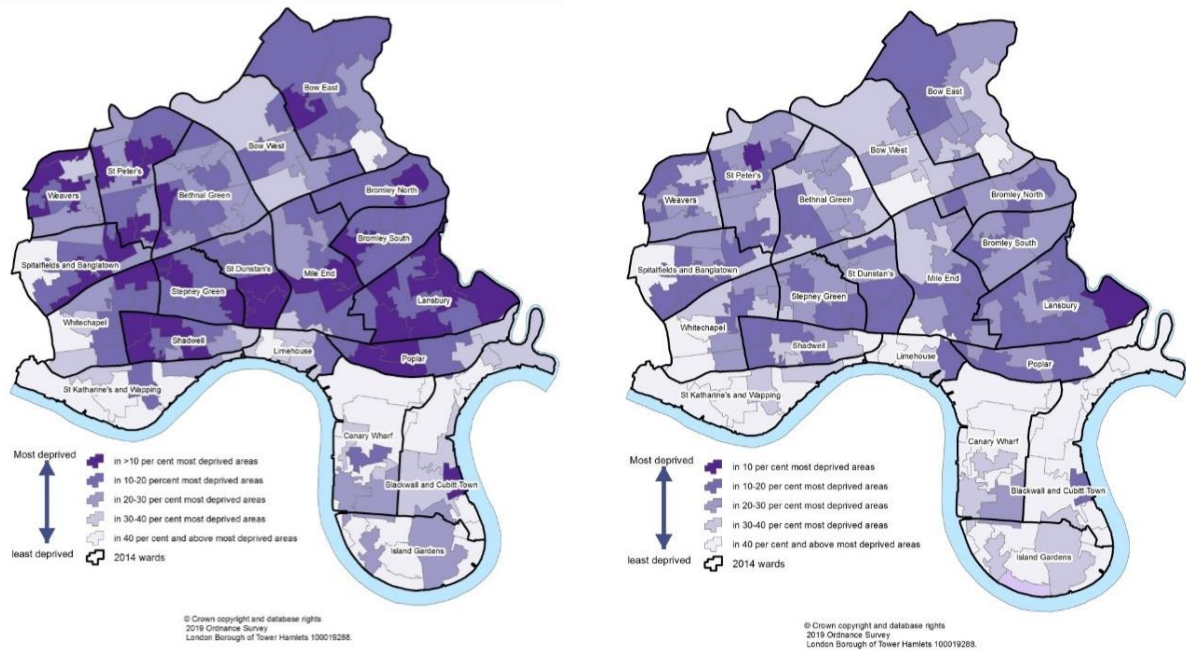 Bow East
Bow West
St Peter's
Weavers
Bethnal Green
Bromley North
Bromley South
Spitalfields and Banglatown
St Dunstan's
Mile End
Stepney Green
Lansbury
Whitechapel
Shadwell
Limehouse
Poplar
St Katharine's and Wapping
Canary Wharf
Blackwall and Cubitt Town
Island Gardens
Most deprived
least deprived
in >10 per cent most deprived areas
in 10-20 percent most deprived areas
in 20-30 per cent most deprived areas
in 30-40 per cent most deprived areas
in 40 per cent and above most deprived areas
2014 wards
© Crown copyright and database rights
2019 Ordnance Survey
London Borough of Tower Hamlets 100019288.
Bow East
Bow West
St Peter's
Weavers
Bethnal Green
Bromley North
Bromley South
Spitalfields and Banglatown
St Dunstan's
Mile End
Stepney Green
Lansbury
Whitechapel
Shadwell
Limehouse
Poplar
St Katharine's and Wapping
Canary Wharf
Blackwall and Cubitt Town
Island Gardens
Most deprived
least deprived
in 10 per cent most deprived areas
in 10-20 per cent most deprived areas
in 20-30 per cent most deprived areas
in 30-40 per cent most deprived areas
in 40 per cent and above most deprived areas
2014 wards
© Crown copyright and database rights
2019 Ordnance Survey
London Borough of Tower Hamlets 100019288.